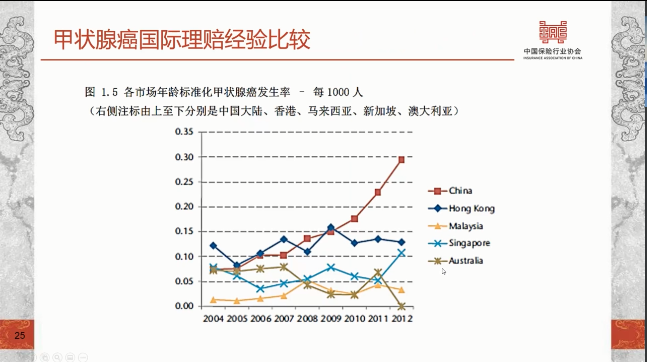 甲状腺癌国际理赔经验比较
中国保险行业协会
INSURANCE ASSOCIATION OF CHINA
图 1.5 各市场年龄标准化甲状腺癌发生率 – 每1000人
（右侧注标由上至下分别是中国大陆、香港、马来西亚、新加坡、澳大利亚）
0.35
0.30
0.25
0.20
0.15
0.10
0.05
0.00
2004 2005 2006 2007 2008 2009 2010 2011 2012
China
Hong Kong
Malaysia
Singapore
Australia
25